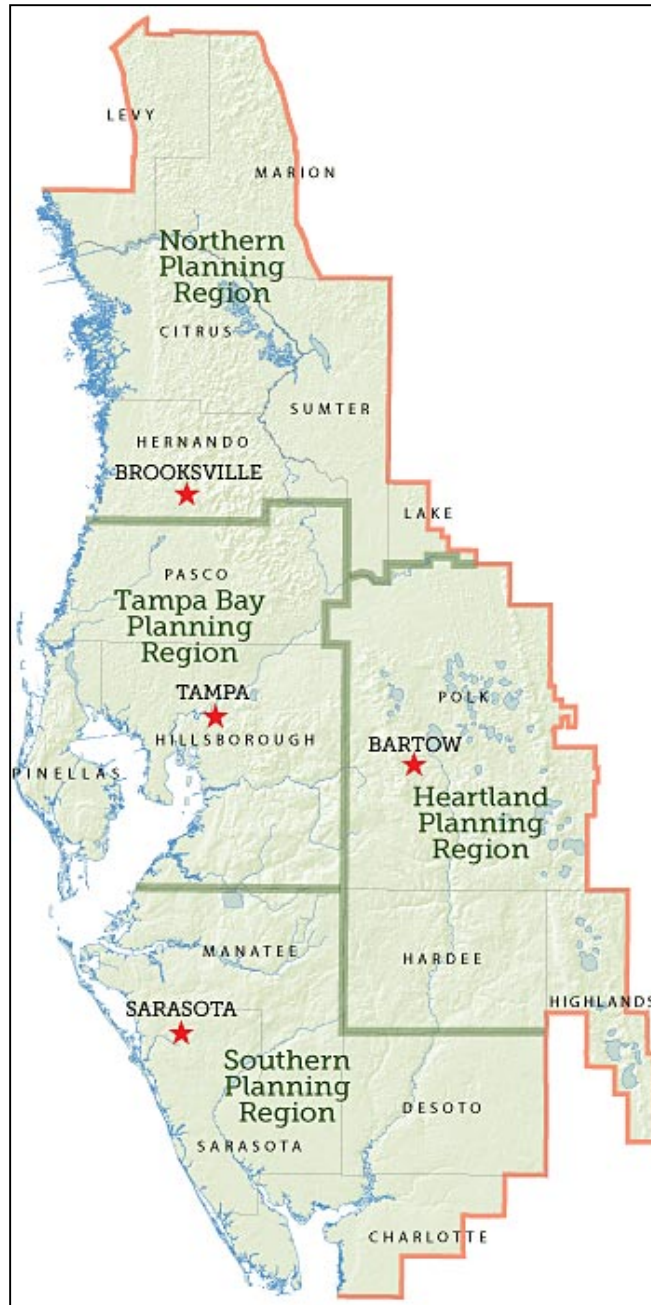 LEVY
MARION
Northern
Planning
Region
CITRUS
SUMTER
HERNANDO
BROOKSVILLE
LAKE
PASCO
Tampa Bay
Planning
Region
POLK
TAMPA
HILLSBOROUGH
BARTOW
PINELLAS
Heartland
Planning
Region
MANATEE
HARDEE
HIGHLANDS
SARASOTA
Southern
Planning
Region
DESOTO
SARASOTA
CHARLOTTE